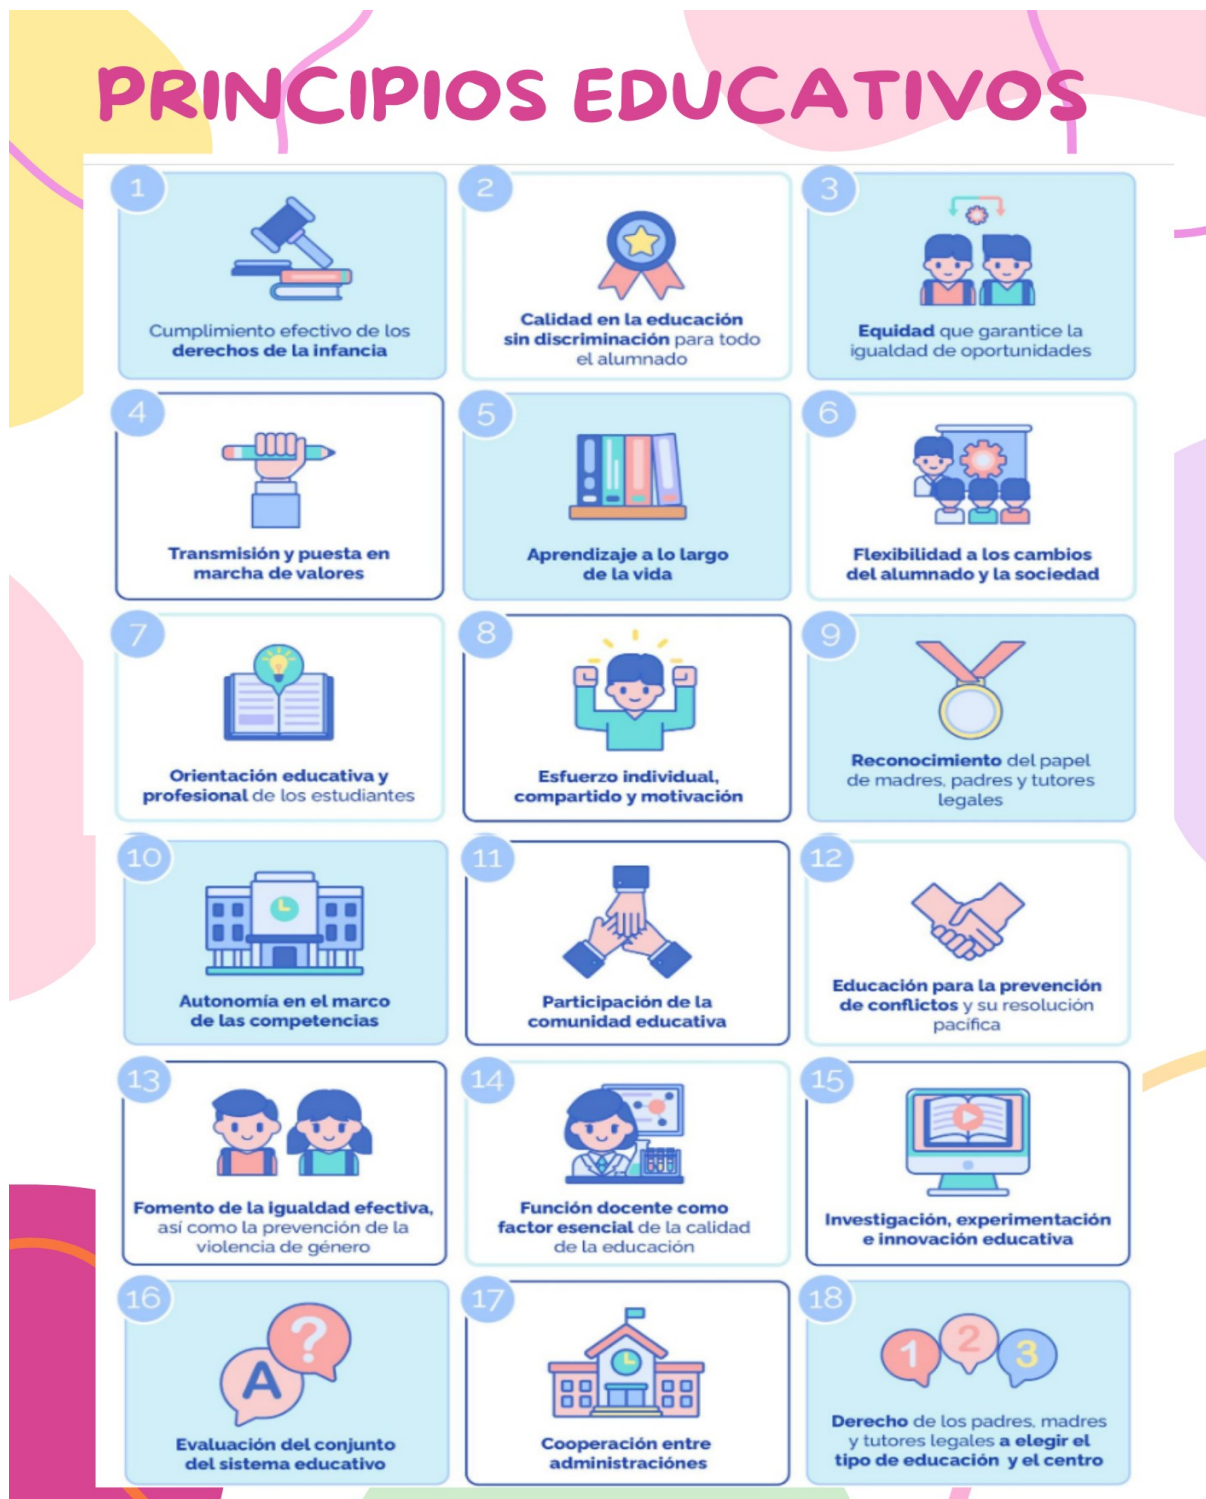 PRINCIPIOS EDUCATIVOS
1
Cumplimiento efectivo de los
derechos de la infancia
2
Calidad en la educación
sin discriminación para todo
el alumnado
3
Equidad que garantice la
igualdad de oportunidades
4
Transmisión y puesta en
marcha de valores
5
Aprendizaje a lo largo
de la vida
6
Flexibilidad a los cambios
del alumnado y la sociedad
7
Orientación educativa y
profesional de los estudiantes
8
Esfuerzo individual,
compartido y motivación
9
Reconocimiento del papel
de madres, padres y tutores
legales
10
Autonomía en el marco
de las competencias
11
Participación de la
comunidad educativa
12
Educación para la prevención
de conflictos y su resolución
pacífica
13
Fomento de la igualdad efectiva,
así como la prevención de la
violencia de género
14
Función docente como
factor esencial de la calidad
de la educación
15
Investigación, experimentación
e innovación educativa
16
?
A
Evaluación del conjunto
del sistema educativo
17
Cooperación entre
administraciónes
18
1 2 3
Derecho de los padres, madres
y tutores legales a elegir el
tipo de educación y el centro